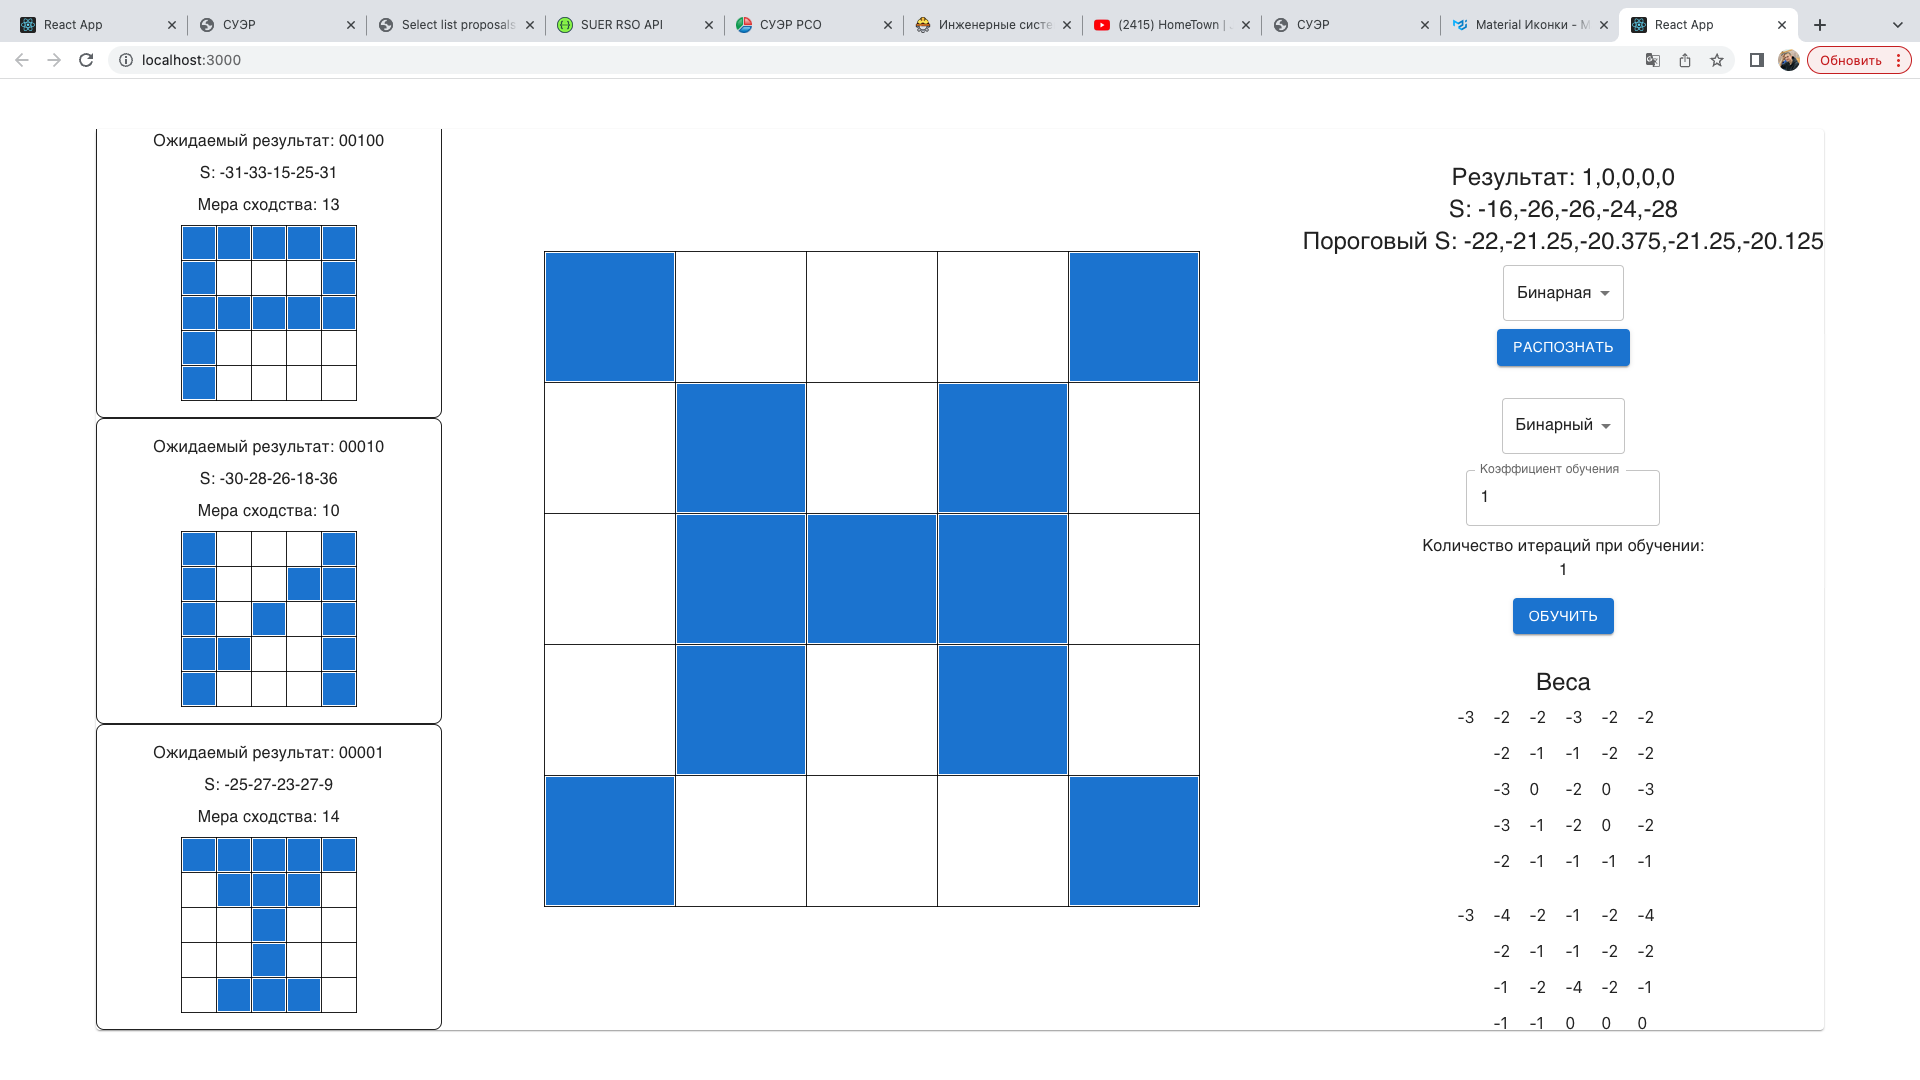 React App
СУЭР
Select list proposals
SUER RSO API
СУЭР РСО
Инженерные систе
(2415) HomeTown |
СУЭР
Material Иконки - M
React App
localhost:3000
Обновить
Ожидаемый результат: 00100
S: -31-33-15-25-31
Мера сходства: 13
Ожидаемый результат: 00010
S: -30-28-26-18-36
Мера сходства: 10
Ожидаемый результат: 00001
S: -25-27-23-27-9
Мера сходства: 14
Результат: 1,0,0,0,0
S: -16,-26,-26,-24,-28
Пороговый S: -22,-21.25,-20.375,-21.25,-20.125
Бинарная
РАСПОЗНАТЬ
Бинарный
Коэффициент обучения
1
Количество итераций при обучении:
1
ОБУЧИТЬ
Веса
-3 -2 -2 -3 -2 -2
-2 -1 -1 -2 -2
-3 0 -2 0 -3
-3 -1 -2 0 -2
-2 -1 -1 -1 -1
-3 -4 -2 -1 -2 -4
-2 -1 -1 -2 -2
-1 -2 -4 -2 -1
-1 -1 0 0 0